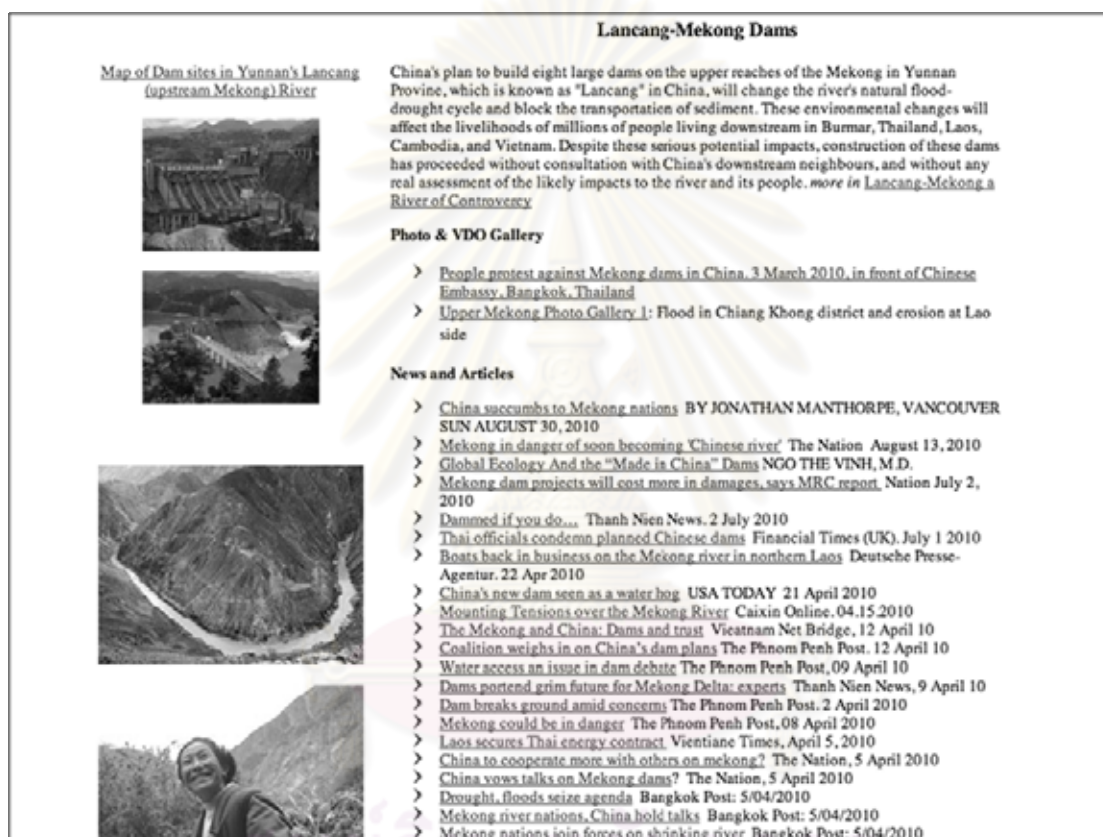 Lancang-Mekong Dams
Map of Dam sites in Yunnan's Lancang
(upstream Mekong) River
China's plan to build eight large dams on the upper reaches of the Mekong in Yunnan
Provine, which is known as "Lancang" in China, will change the river's natural flood-
drought cycle and block the transportation of sediment. These environmental changes will
affect the livelihoods of millions of people living downstream in Burmar, Thailand, Laos,
Cambodia, and Vietnam. Despite these serious potential impacts, construction of these dams
has proceeded without consultation with China's downstream neighbours, and without any
real assessment of the likely impacts to the river and its people. more in Lancang-Mekong a
River of Controvercy
Photo & VDO Gallery
People protest against Mekong dams in China. 3 March 2010, in front of Chinese
Embassy, Bangkok, Thailand
Upper Mekong Photo Gallery 1: Flood in Chiang Khong district and erosion at Lao
side
News and Articles
China succumbs to Mekong nations BY JONATHAN MANTHORPE, VANCOUVER
SUN AUGUST 30, 2010
Mekong in danger of soon becoming 'Chinese river' The Nation August 13, 2010
Global Ecology And the “Made in China” Dams NGO THE VINH, M.D.
Mekong dam projects will cost more in damages, says MRC report Nation July 2,
2010
Dammed if you do... Thanh Nien News. 2 July 2010
Thai officials condemn planned Chinese dams Financial Times (UK). July 1 2010
Boats back in business on the Mekong river in northern Laos Deutsche Presse-
Agentur. 22 Apr 2010
China's new dam seen as a water hog USA TODAY 21 April 2010
Mounting Tensions over the Mekong River Caixin Online. 04.15.2010
The Mekong and China: Dams and trust Vieatnam Net Bridge, 12 April 10
Coalition weighs in on China's dam plans The Phnom Penh Post. 12 April 10
Water access an issue in dam debate The Phnom Penh Post, 09 April 10
Dams portend grim future for Mekong Delta: experts Thanh Nien News, 9 April 10
Dam breaks ground amid concerns The Phnom Penh Post. 2 April 2010
Mekong could be in danger The Phnom Penh Post, 08 April 2010
Laos secures Thai energy contract Vientiane Times, April 5, 2010
China to cooperate more with others on mekong? The Nation, 5 April 2010
China vows talks on Mekong dams? The Nation, 5 April 2010
Drought, floods seize agenda Bangkok Post: 5/04/2010
Mekong river nations, China hold talks Bangkok Post: 5/04/2010
Mekong nations join forces on shrinking river Bangkok Post: 5/04/2010